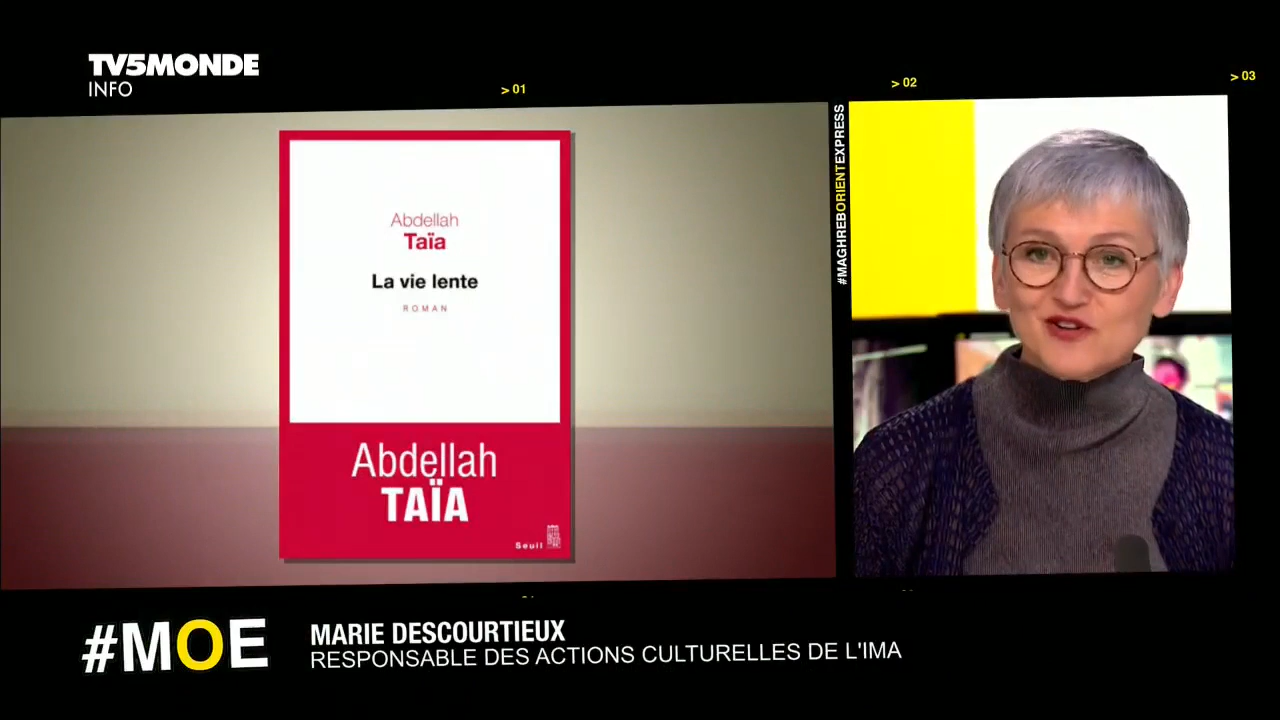 TV5MONDE
INFO
> 01
> 02
> 03
#MAGHREBORIENTEXPRESS
Abdellah
Taïa
La vie lente
ROMAN
Abdellah
TAÏA
Seuil
#MOE
MARIE DESCOURTIEUX
RESPONSABLE DES ACTIONS CULTURELLES DE L'IMA